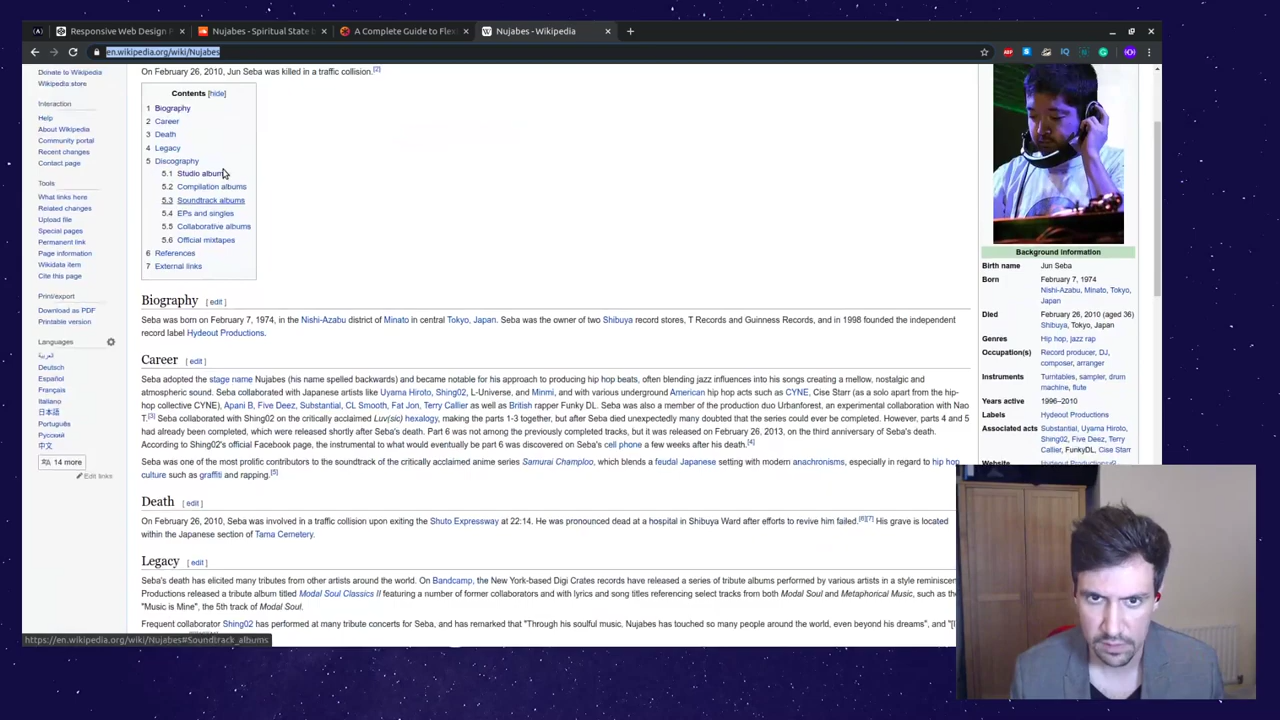 Responsive Web Design P
Nujabes - Spiritual State
A Complete Guide to Flex
Nujabes - Wikipedia
en.wikipedia.org/wiki/Nujabes
Donate to Wikipedia
Wikipedia store
Interaction
Help
About Wikipedia
Community portal
Recent changes
Contact page
Tools
What links here
Related changes
Upload file
Special pages
Permanent link
Page information
Wikidata item
Cite this page
Print/export
Download as PDF
Printable version
Languages
العربية
Deutsch
Español
Français
Italiano
日本語
Português
Русский
中文
14 more
Edit links
On February 26, 2010, Jun Seba was killed in a traffic collision.[2]
Contents [hide]
1 Biography
2 Career
3 Death
4 Legacy
5 Discography
5.1 Studio albums
5.2 Compilation albums
5.3 Soundtrack albums
5.4 EPs and singles
5.5 Collaborative albums
5.6 Official mixtapes
6 References
7 External links
Biography [ edit ]
Seba was born on February 7, 1974, in the Nishi-Azabu district of Minato in central Tokyo, Japan. Seba was the owner of two Shibuya record stores, T Records and Guinness Records, and in 1998 founded the independent
record label Hydeout Productions.
Career [ edit ]
Seba adopted the stage name Nujabes (his name spelled backwards) and became notable for his approach to producing hip hop beats, often blending jazz influences into his songs creating a mellow, nostalgic and
atmospheric sound. Seba collaborated with Japanese artists like Uyama Hiroto, Shing02, L-Universe, and Minmi, and with various underground American hip hop acts such as CYNE, Cise Starr (as a solo apart from the hip-
hop collective CYNE), Apani B, Five Deez, Substantial, CL Smooth, Fat Jon, Terry Callier as well as British rapper Funky DL. Seba was also a member of the production duo Urbanforest, an experimental collaboration with Nao
T.[3] Seba collaborated with Shing02 on the critically acclaimed Luv(sic) hexalogy, making the parts 1-3 together, but after Seba died unexpectedly many doubted that the series could ever be completed. However, parts 4 and 5
had already been completed, which were released shortly after Seba's death. Part 6 was not among the previously completed tracks, but it was released on February 26, 2013, on the third anniversary of Seba's death.
According to Shing02's official Facebook page, the instrumental to what would eventually be part 6 was discovered on Seba's cell phone a few weeks after his death.[4]
Seba was one of the most prolific contributors to the soundtrack of the critically acclaimed anime series Samurai Champloo, which blends a feudal Japanese setting with modern anachronisms, especially in regard to hip hop
culture such as graffiti and rapping.[5]
Death [ edit ]
On February 26, 2010, Seba was involved in a traffic collision upon exiting the Shuto Expressway at 22:14. He was pronounced dead at a hospital in Shibuya Ward after efforts to revive him failed.[6][7] His grave is located
within the Japanese section of Tama Cemetery.
Legacy [ edit ]
Seba's death has elicited many tributes from other artists around the world. On Bandcamp, the New York-based Digi Crates records have released a series of tribute albums performed by various artists in a style reminiscen
Productions released a tribute album titled Modal Soul Classics II featuring a number of former collaborators and with lyrics and song titles referencing select tracks from both Modal Soul and Metaphorical Music, such as the
"Music is Mine", the 5th track of Modal Soul.
Frequent collaborator Shing02 has performed at many tribute concerts for Seba, and has remarked that "Through his soulful music, Nujabes has touched so many people around the world, even beyond his dreams", and "[I
Background information
Birth name Jun Seba
Born February 7, 1974
Nishi-Azabu, Minato, Tokyo,
Japan
Died February 26, 2010 (aged 36)
Shibuya, Tokyo, Japan
Genres Hip hop, jazz rap
Occupation(s) Record producer, DJ,
composer, arranger
Instruments Turntables, sampler, drum
machine, flute
Years active 1996–2010
Labels Hydeout Productions
Associated acts Substantial, Uyama Hiroto,
Shing02, Five Deez, Terry
Callier, FunkyDL, Cise Starr
Website Hydeout Productions
https://en.wikipedia.org/wiki/Nujabes#Soundtrack_albums